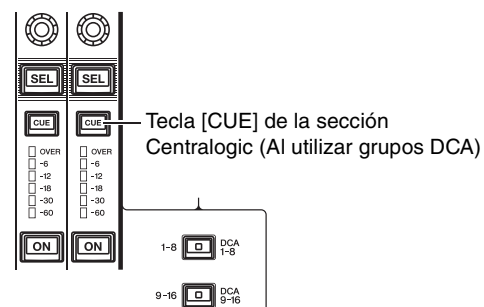 SEL SEL
CUE CUE
Tecla [CUE] de la sección
Centralogic (Al utilizar grupos DCA)
OVER OVER
-6 -6
-12 -12
-18 -18
-30 -30
-60 -60
ON ON
1-8 DCA
1-8
9-16 DCA
9-16